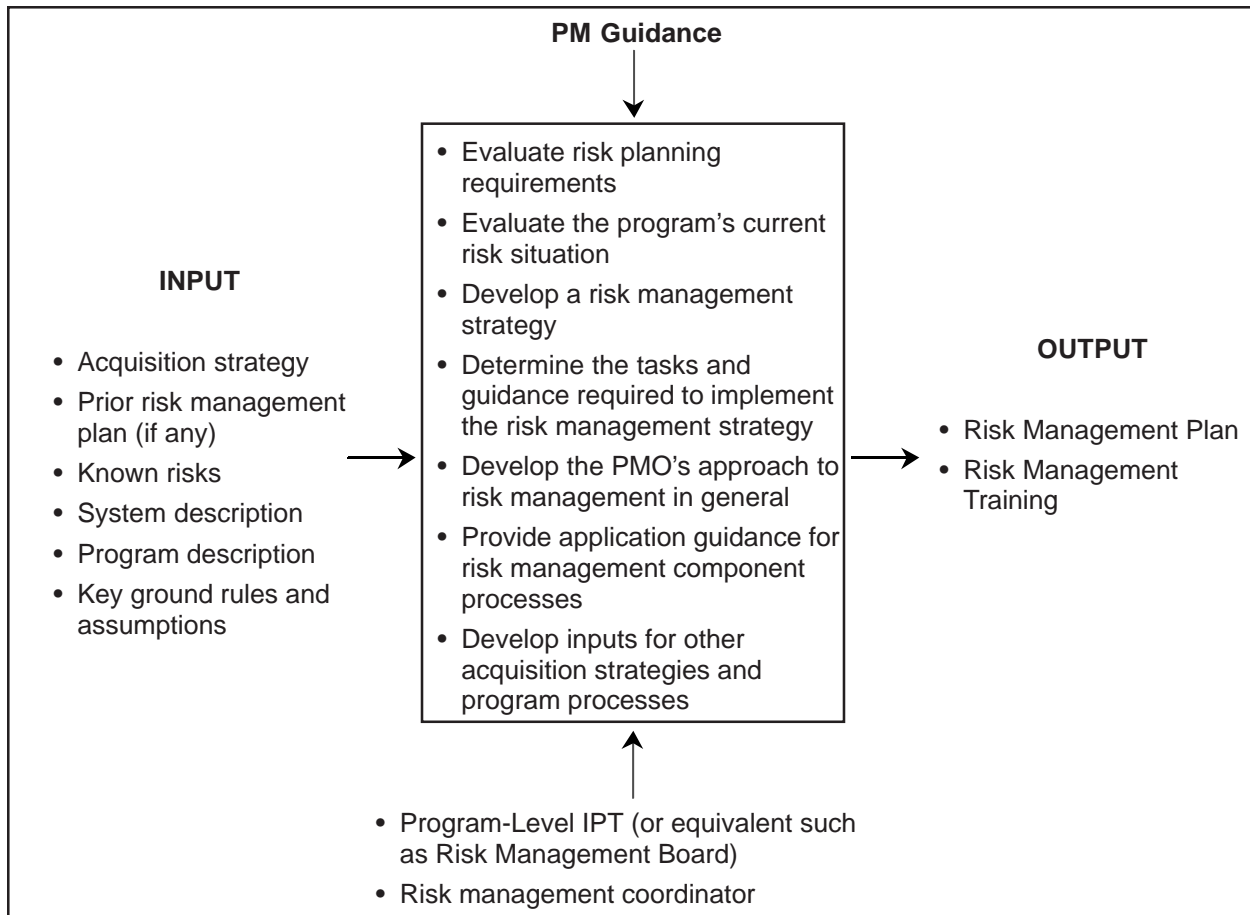 PM Guidance
INPUT
• Acquisition strategy
• Prior risk management
plan (if any)
• Known risks
• System description
• Program description
• Key ground rules and
assumptions
• Evaluate risk planning
requirements
• Evaluate the program’s current
risk situation
• Develop a risk management
strategy
• Determine the tasks and
guidance required to implement
the risk management strategy
• Develop the PMO’s approach to
risk management in general
• Provide application guidance for
risk management component
processes
• Develop inputs for other
acquisition strategies and
program processes
OUTPUT
• Risk Management Plan
• Risk Management
Training
• Program-Level IPT (or equivalent such
as Risk Management Board)
• Risk management coordinator